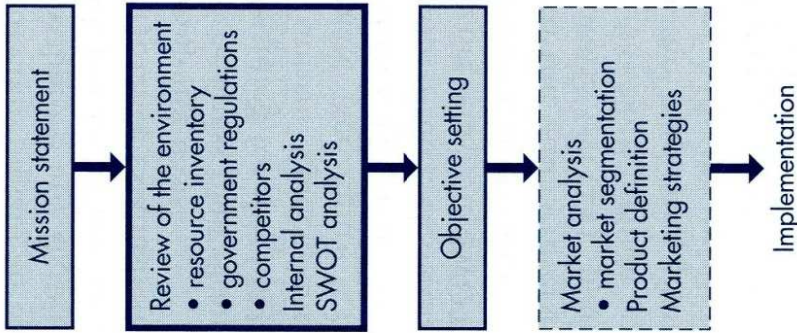 Mission statement
Review of the environment
• resource inventory
• government regulations
• competitors
Internal analysis
SWOT analysis
Objective setting
Market analysis
• market segmentation
Product definition
Marketing strategies
Implementation